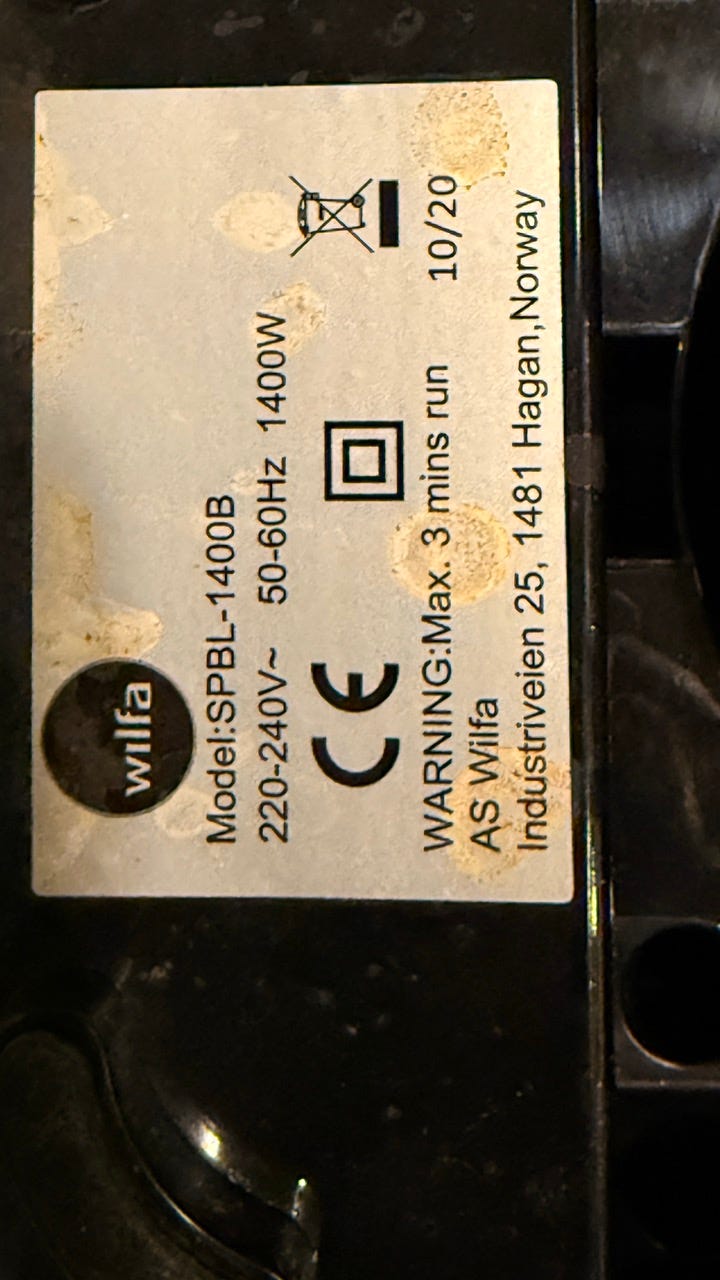 wilfa
Model:SPBL-1400B
220-240V~ 50-60Hz 1400W
CE
WARNING:Max. 3 mins run 10/20
AS Wilfa
Industriveien 25, 1481 Hagan,Norway